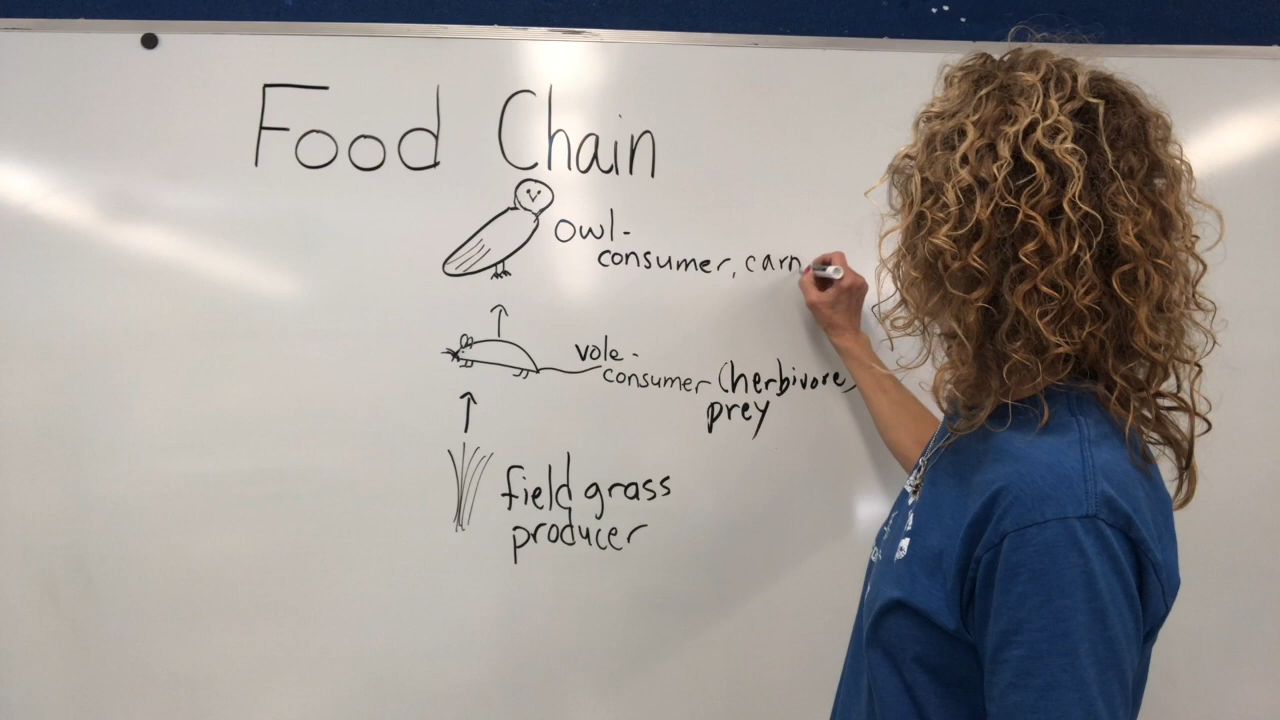 Food Chain
owl-
consumer, carn
vole-
consumer (herbivore)
prey
field grass
producer